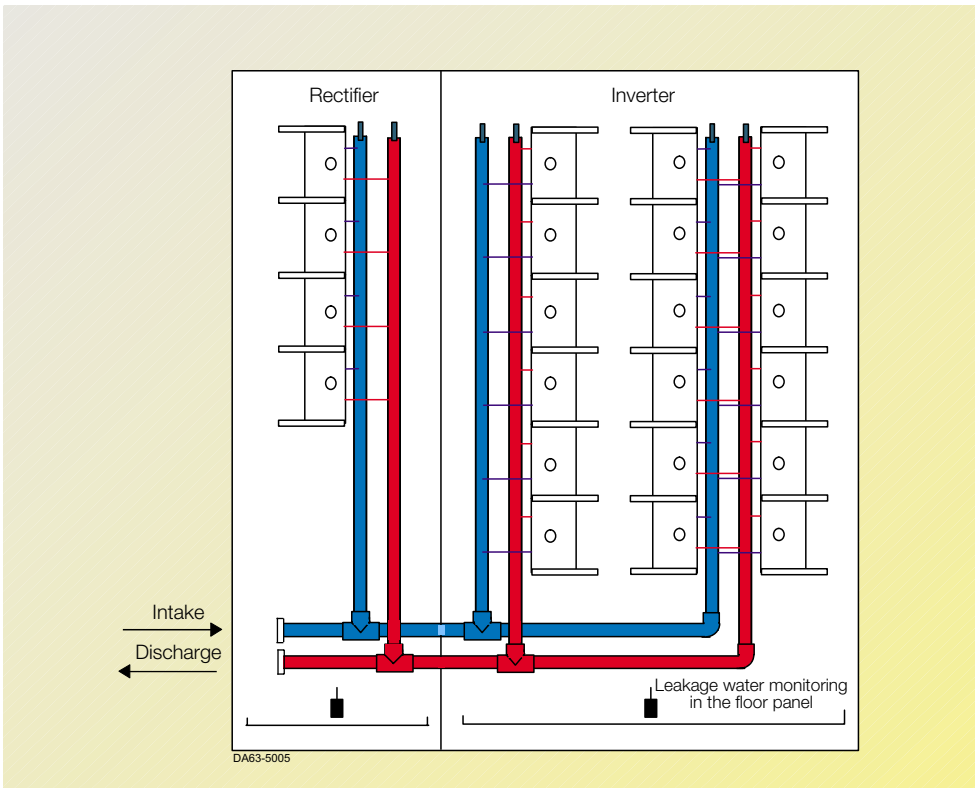 Rectifier
Inverter
Intake
Discharge
Leakage water monitoring
in the floor panel
DA63-5005